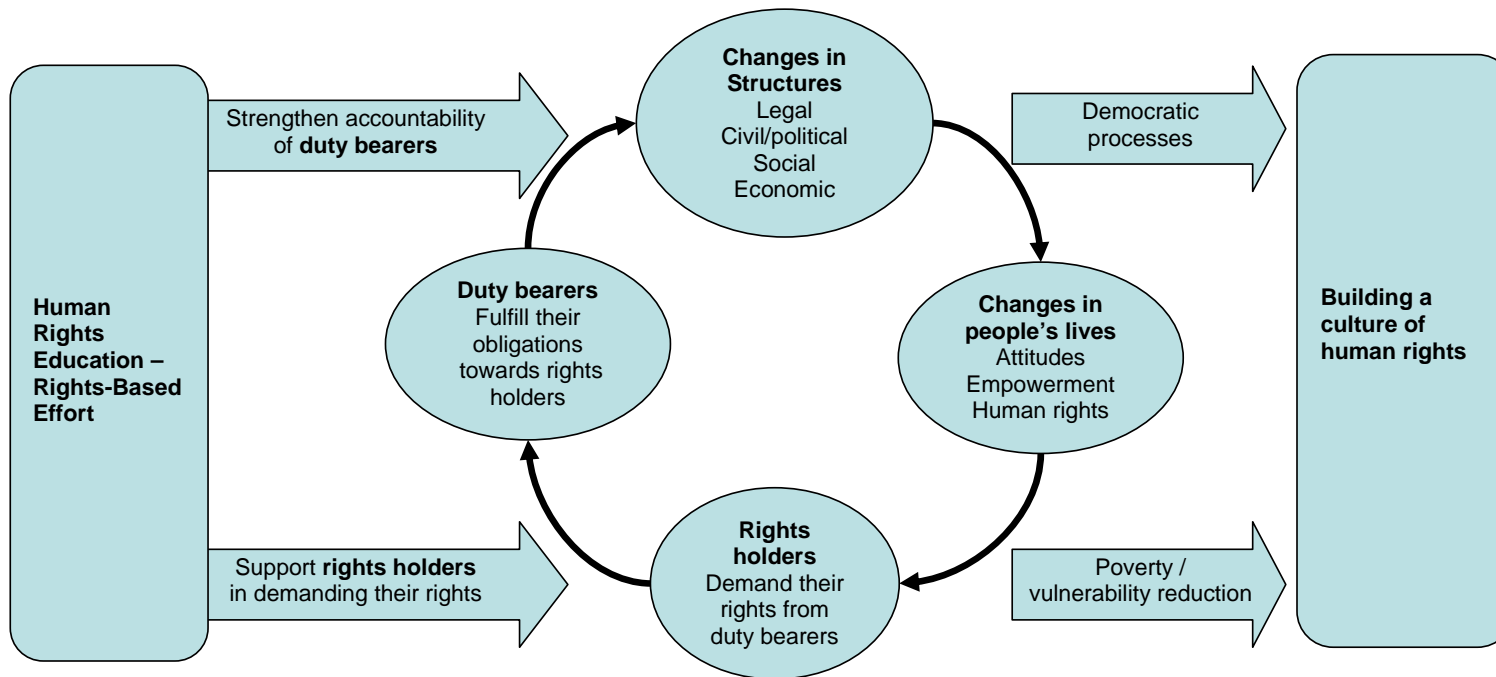 Human
Rights
Education –
Rights-Based
Effort
Strengthen accountability
of duty bearers
Support rights holders
in demanding their rights
Changes in
Structures
Legal
Civil/political
Social
Economic
Duty bearers
Fulfill their
obligations
towards rights
holders
Changes in
people’s lives
Attitudes
Empowerment
Human rights
Rights
holders
Demand their
rights from
duty bearers
Democratic
processes
Poverty /
vulnerability reduction
Building a
culture of
human rights